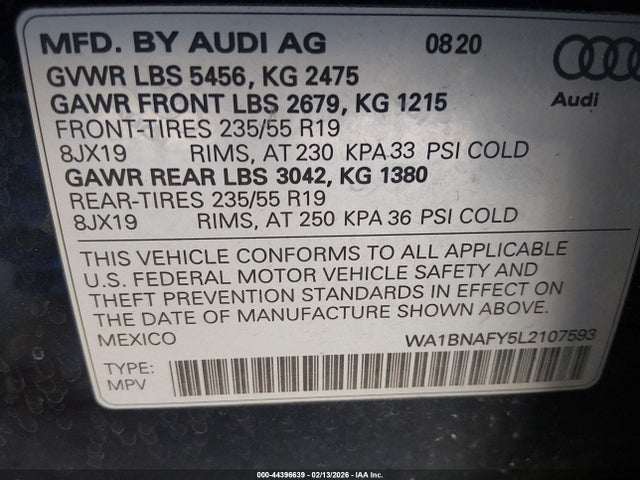 MFD. BY AUDI AG 0820
GVWR LBS 5456, KG 2475
GAWR FRONT LBS 2679, KG 1215
Audi
FRONT-TIRES 235/55 R19
8JX19 RIMS, AT 230 KPA 33 PSI COLD
GAWR REAR LBS 3042, KG 1380
REAR-TIRES 235/55 R19
8JX19 RIMS, AT 250 KPA 36 PSI COLD
THIS VEHICLE CONFORMS TO ALL APPLICABLE
U.S. FEDERAL MOTOR VEHICLE SAFETY AND
THEFT PREVENTION STANDARDS IN EFFECT ON
THE DATE OF MANUFACTURE SHOWN ABOVE.
MEXICO WA1BNAFY5L2107593
TYPE:
MPV
000-44396639 - 02/13/2026 - IAA Inc.